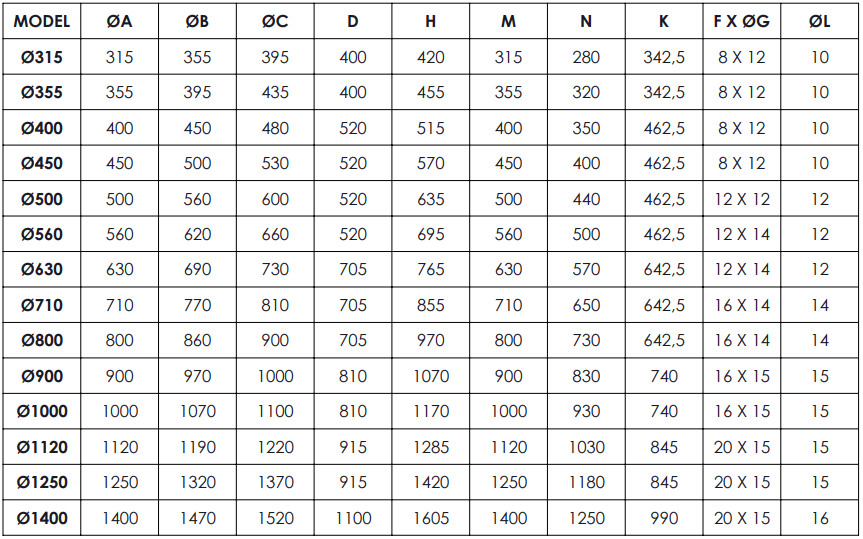 MODEL ØA ØB ØC D H M N K F X ØG ØL
Ø315 315 355 395 400 420 315 280 342,5 8 X 12 10
Ø355 355 395 435 400 455 355 320 342,5 8 X 12 10
Ø400 400 450 480 520 515 400 350 462,5 8 X 12 10
Ø450 450 500 530 520 570 450 400 462,5 8 X 12 10
Ø500 500 560 600 520 635 500 440 462,5 12 X 12 12
Ø560 560 620 660 520 695 560 500 462,5 12 X 14 12
Ø630 630 690 730 705 765 630 570 642,5 12 X 14 12
Ø710 710 770 810 705 855 710 650 642,5 16 X 14 14
Ø800 800 860 900 705 970 800 730 642,5 16 X 14 14
Ø900 900 970 1000 810 1070 900 830 740 16 X 15 15
Ø1000 1000 1070 1100 810 1170 1000 930 740 16 X 15 15
Ø1120 1120 1190 1220 915 1285 1120 1030 845 20 X 15 15
Ø1250 1250 1320 1370 915 1420 1250 1180 845 20 X 15 15
Ø1400 1400 1470 1520 1100 1605 1400 1250 990 20 X 15 16